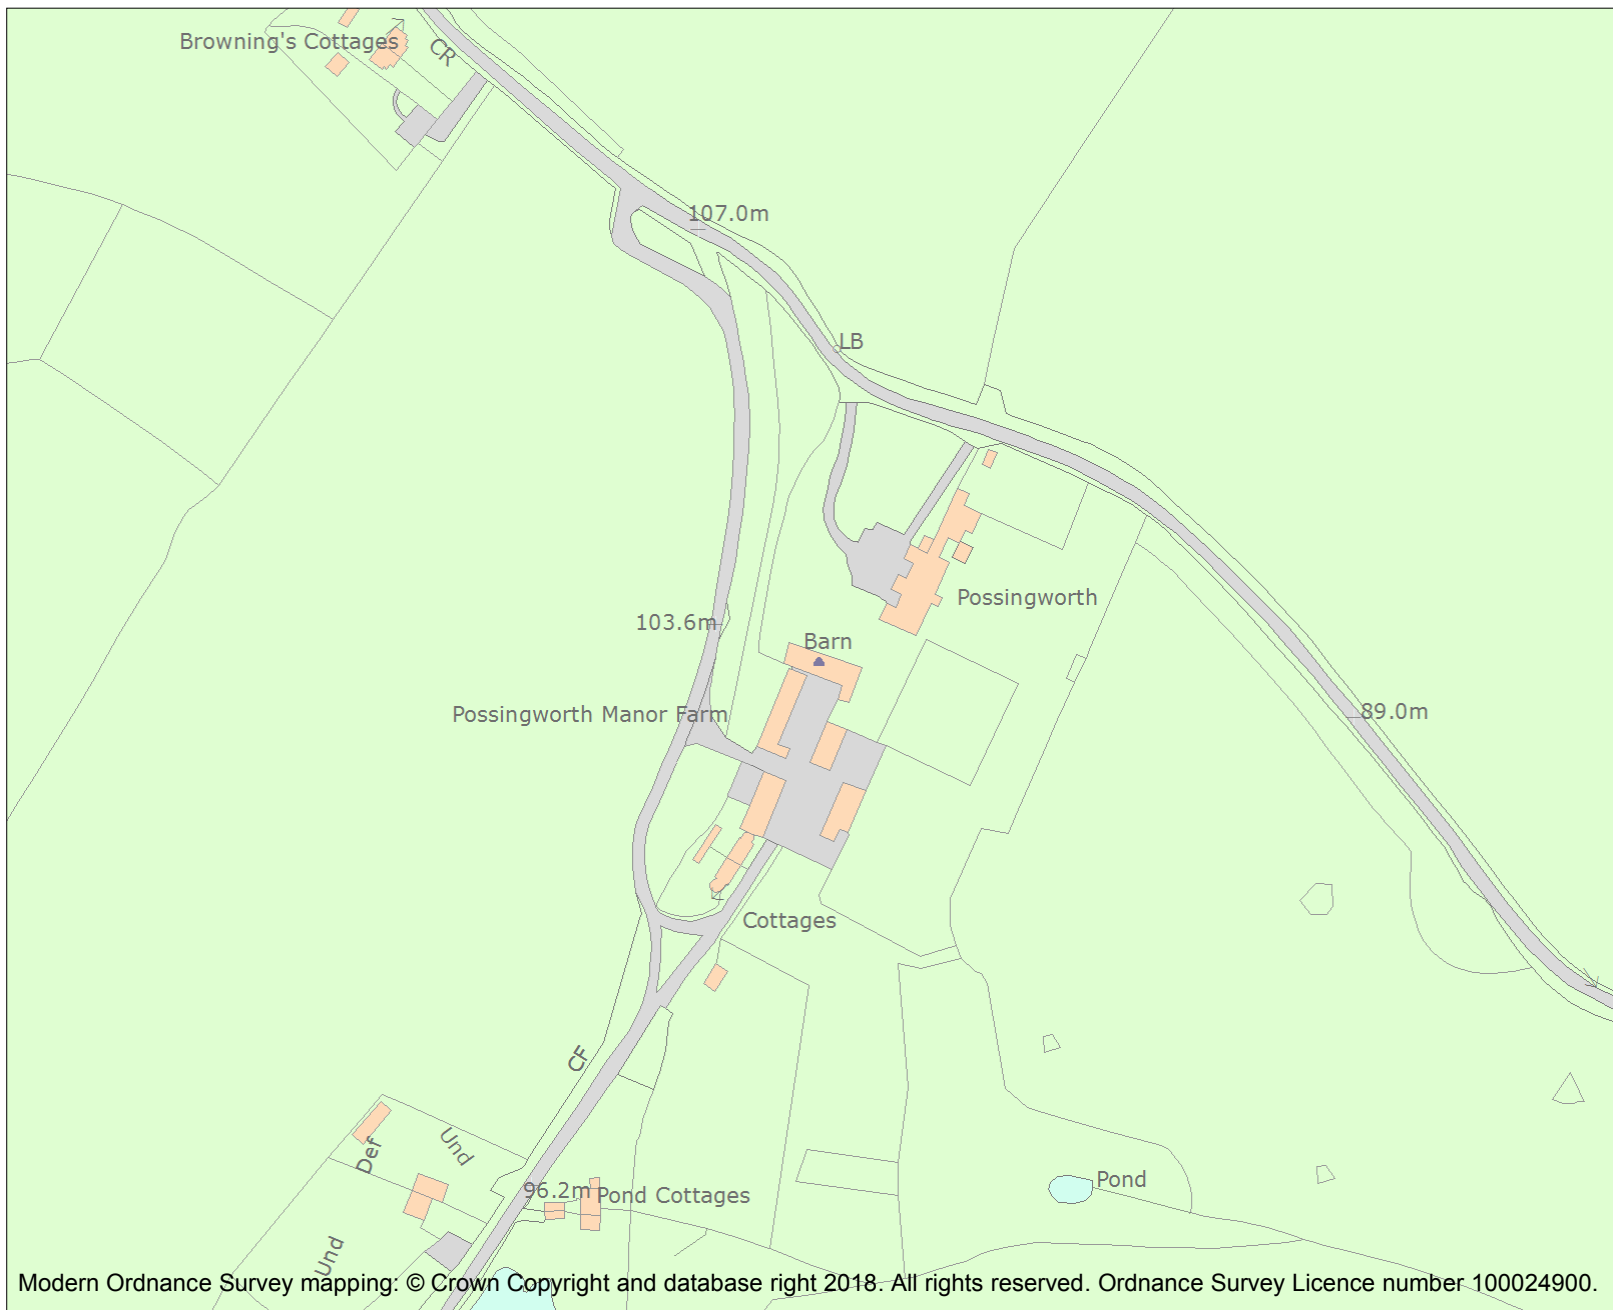 Browning's Cottages
CR
107.0m
LB
Possingworth
103.6m
Barn
Possingworth Manor Farm
89.0m
Cottages
CF
Def
Und
96.2m
Pond Cottages
Pond
Und
Modern Ordnance Survey mapping: © Crown Copyright and database right 2018. All rights reserved. Ordnance Survey Licence number 100024900.